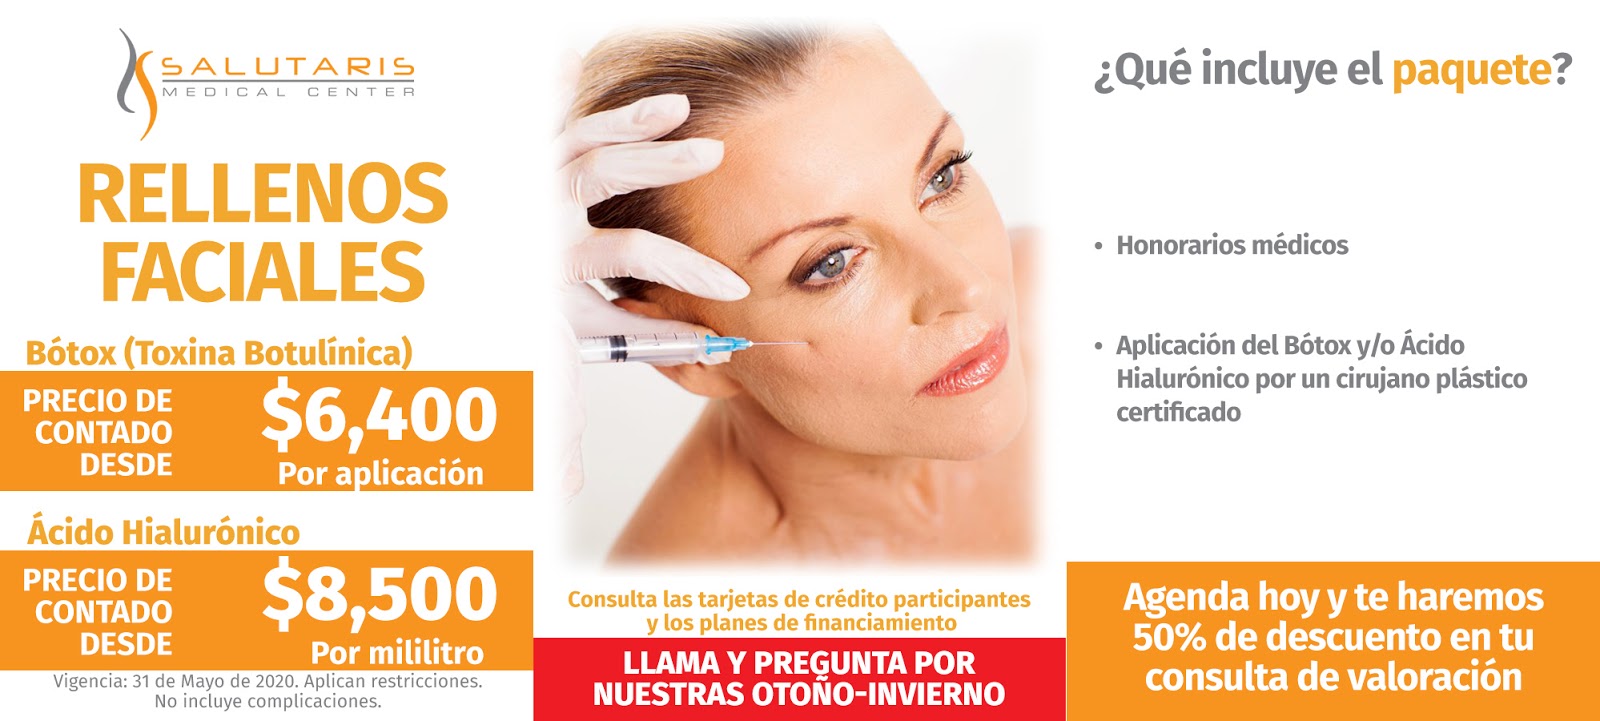 SALUTARIS
MEDICAL CENTER
RELLENOS
FACIALES
Bótox (Toxina Botulínica)
PRECIO DE
CONTADO
DESDE
$6,400
Por aplicación
Ácido Hialurónico
PRECIO DE
CONTADO
DESDE
$8,500
Por mililitro
Vigencia: 31 de Mayo de 2020. Aplican restricciones.
No incluye complicaciones.
Consulta las tarjetas de crédito participantes
y los planes de financiamiento
LLAMA Y PREGUNTA POR
NUESTRAS OTOÑO-INVIERNO
¿Qué incluye el paquete?
• Honorarios médicos
• Aplicación del Bótox y/o Ácido
Hialurónico por un cirujano plástico
certificado
Agenda hoy y te haremos
50% de descuento en tu
consulta de valoración